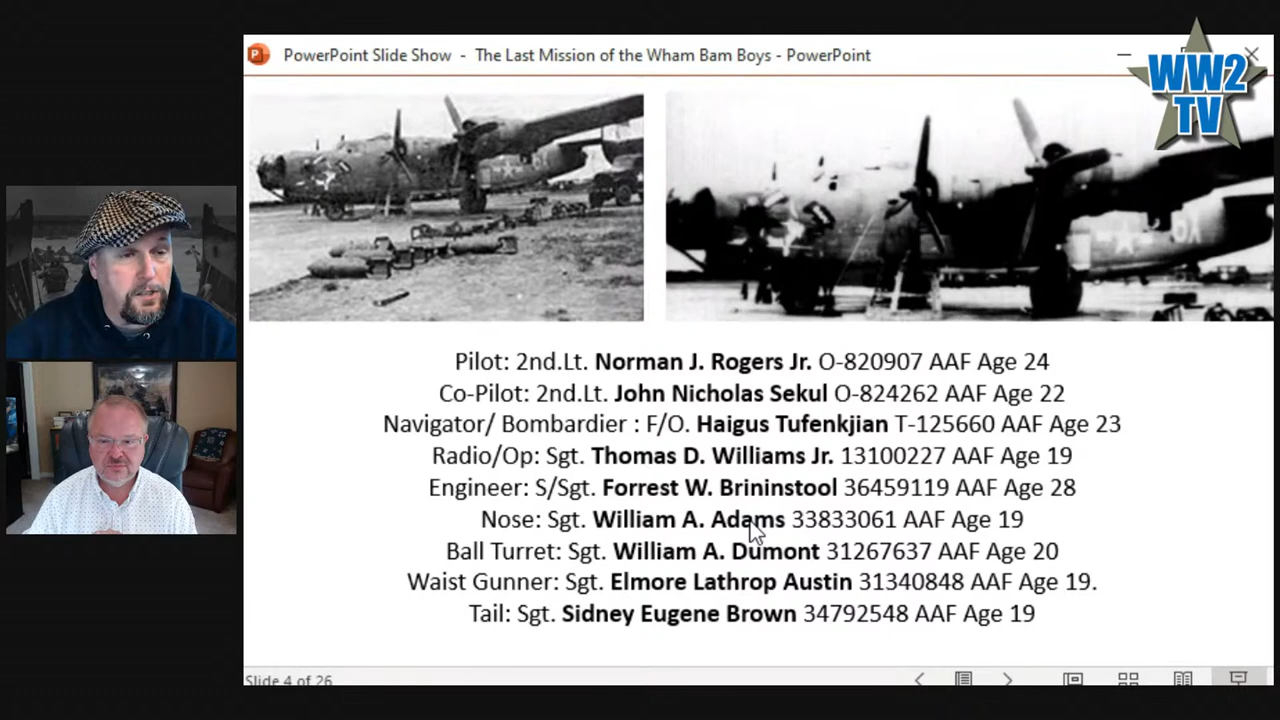 PowerPoint Slide Show - The Last Mission of the Wham Bam Boys - PowerPoint
WW2
TV
Pilot: 2nd.Lt. Norman J. Rogers Jr. O-820907 AAF Age 24
Co-Pilot: 2nd.Lt. John Nicholas Sekul O-824262 AAF Age 22
Navigator/ Bombardier : F/O. Haigus Tufenkjian T-125660 AAF Age 23
Radio/Op: Sgt. Thomas D. Williams Jr. 13100227 AAF Age 19
Engineer: S/Sgt. Forrest W. Brininstool 36459119 AAF Age 28
Nose: Sgt. William A. Adams 33833061 AAF Age 19
Ball Turret: Sgt. William A. Dumont 31267637 AAF Age 20
Waist Gunner: Sgt. Elmore Lathrop Austin 31340848 AAF Age 19.
Tail: Sgt. Sidney Eugene Brown 34792548 AAF Age 19
Slide 4 of 26